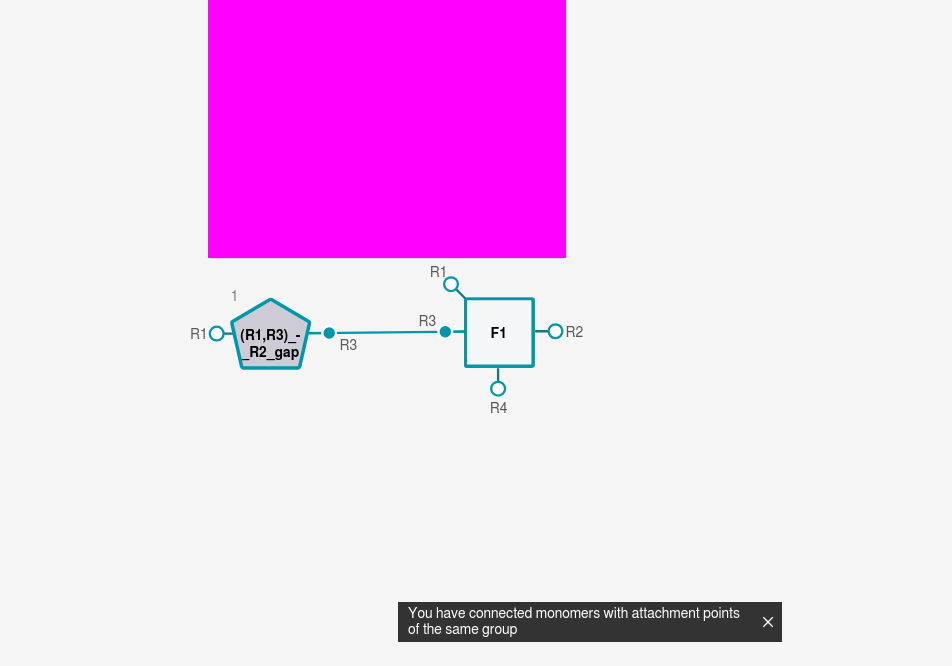 R1
1
R1
(R1,R3)_-
_R2_gap
R3
R3
F1
R2
R4
You have connected monomers with attachment points
of the same group